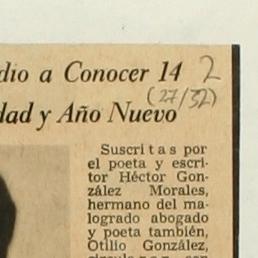 dio a Conocer 14 2
(27/32)
dad y Año Nuevo
Suscritas por
el poeta y escri-
tor Héctor Gon-
zález Morales,
hermano del ma-
logrado abogado
y poeta también,
Otilio González,